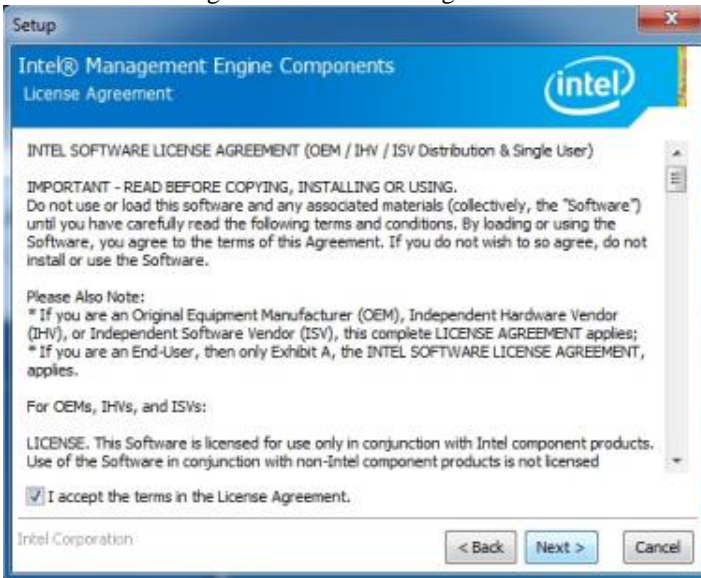 Setup
Intel® Management Engine Components
License Agreement
intel
INTEL SOFTWARE LICENSE AGREEMENT (OEM / IHV / ISV Distribution & Single User)
IMPORTANT - READ BEFORE COPYING, INSTALLING OR USING.
Do not use or load this software and any associated materials (collectively, the "Software")
until you have carefully read the following terms and conditions. By loading or using the
Software, you agree to the terms of this Agreement. If you do not wish to so agree, do not
install or use the Software.
Please Also Note:
* If you are an Original Equipment Manufacturer (OEM), Independent Hardware Vendor
(IHV), or Independent Software Vendor (ISV), this complete LICENSE AGREEMENT applies;
* If you are an End-User, then only Exhibit A, the INTEL SOFTWARE LICENSE AGREEMENT,
applies.
For OEMs, IHVs, and ISVs:
LICENSE. This Software is licensed for use only in conjunction with Intel component products.
Use of the Software in conjunction with non-Intel component products is not licensed
I accept the terms in the License Agreement.
Intel Corporation
< Back Next > Cancel